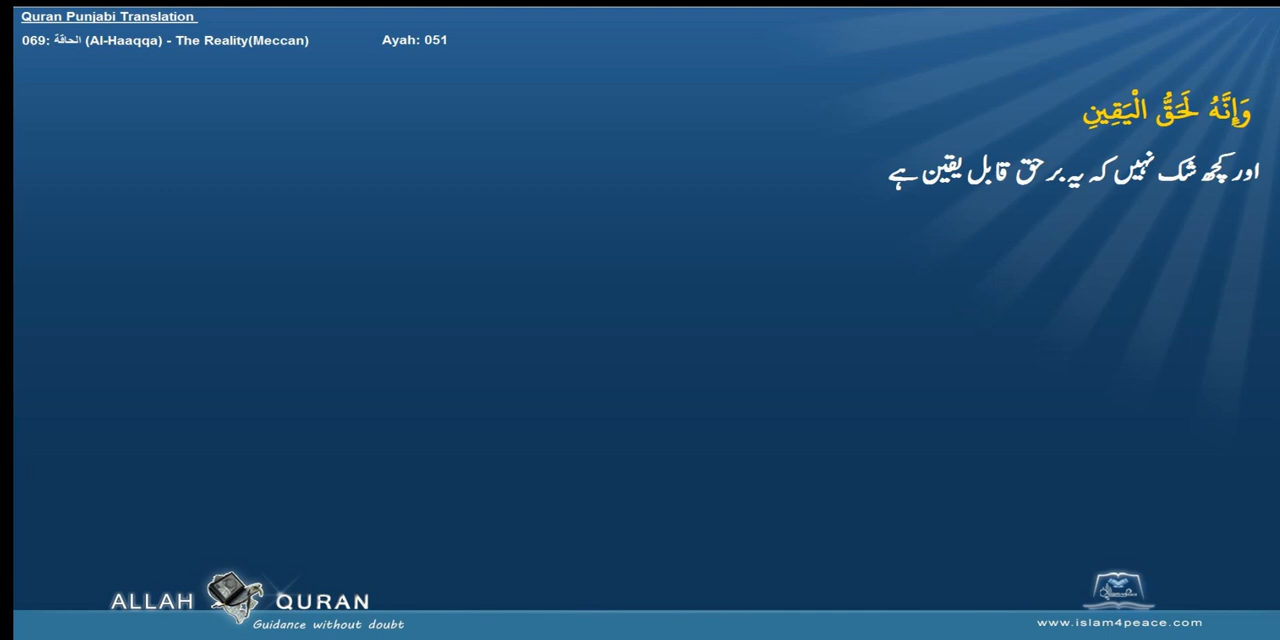 Quran Punjabi Translation
069: الحاقة (Al-Haaqqa) - The Reality(Meccan) Ayah: 051
وَإِنَّهُ لَحَقُّ الْيَقِينِ
اور کچھ شک نہیں کہ یہ برحق قابل یقین ہے
ALLAH QURAN
Guidance without doubt
www.islam4peace.com